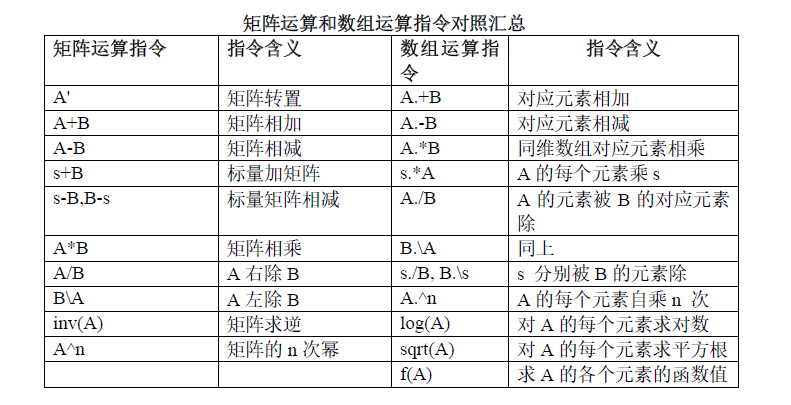 矩阵运算和数组运算指令对照汇总
矩阵运算指令 指令含义 数组运算指 指令含义
令
A' 矩阵转置 A.+B 对应元素相加
A+B 矩阵相加 A.-B 对应元素相减
A-B 矩阵相减 A.*B 同维数组对应元素相乘
s+B 标量加矩阵 s.*A A 的每个元素乘 s
s-B,B-s 标量矩阵相减 A./B A 的元素被 B 的对应元素
除
A*B 矩阵相乘 B.\A 同上
A/B A 右除 B s./B, B.\s s 分别被 B 的元素除
B\A A 左除 B A.^n A 的每个元素自乘 n 次
inv(A) 矩阵求逆 log(A) 对 A 的每个元素求对数
A^n 矩阵的 n 次幂 sqrt(A) 对 A 的每个元素求平方根
f(A) 求 A 的各个元素的函数值